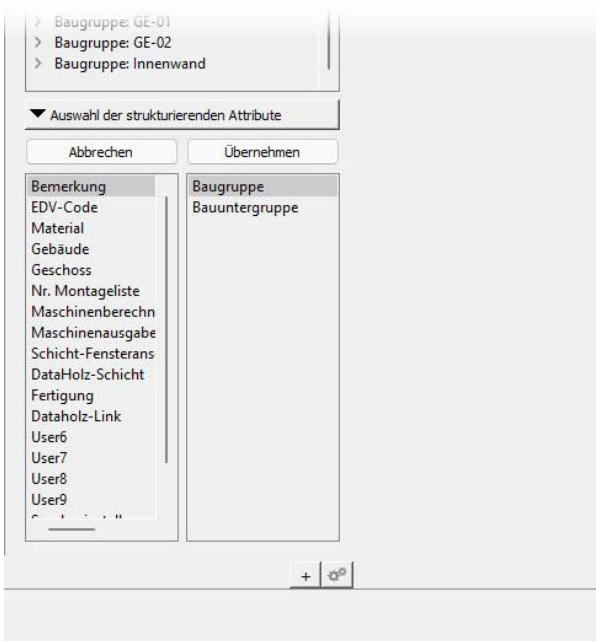 > Baugruppe: GE-01
> Baugruppe: GE-02
> Baugruppe: Innenwand
Auswahl der strukturierenden Attribute
Abbrechen
Übernehmen
Bemerkung
EDV-Code
Material
Gebäude
Geschoss
Nr. Montageliste
Maschinenberechn
Maschinenausgabe
Schicht-Fensterans
DataHolz-Schicht
Fertigung
Dataholz-Link
User6
User7
User8
User9
Baugruppe
Bauuntergruppe
+